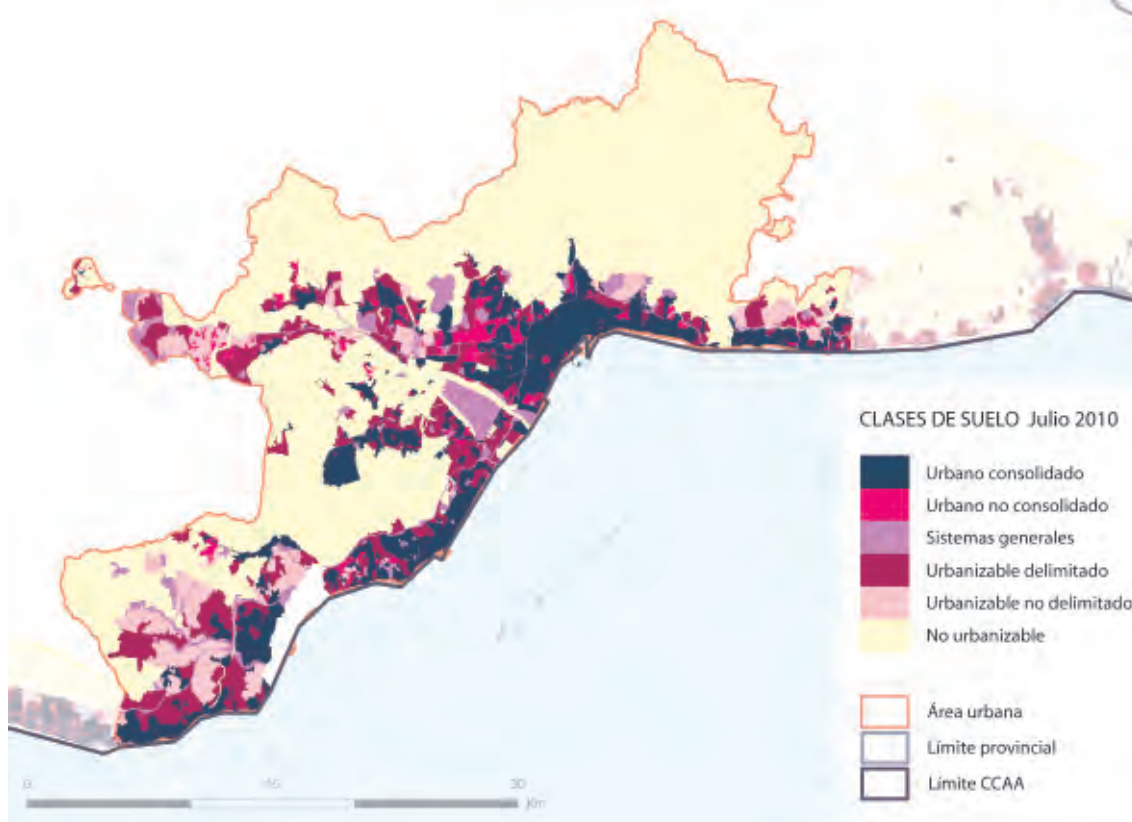 CLASES DE SUELO Julio 2010
Urbano consolidado
Urbano no consolidado
Sistemas generales
Urbanizable delimitado
Urbanizable no delimitado
No urbanizable
Área urbana
Límite provincial
Límite CCAA
0 30
Km